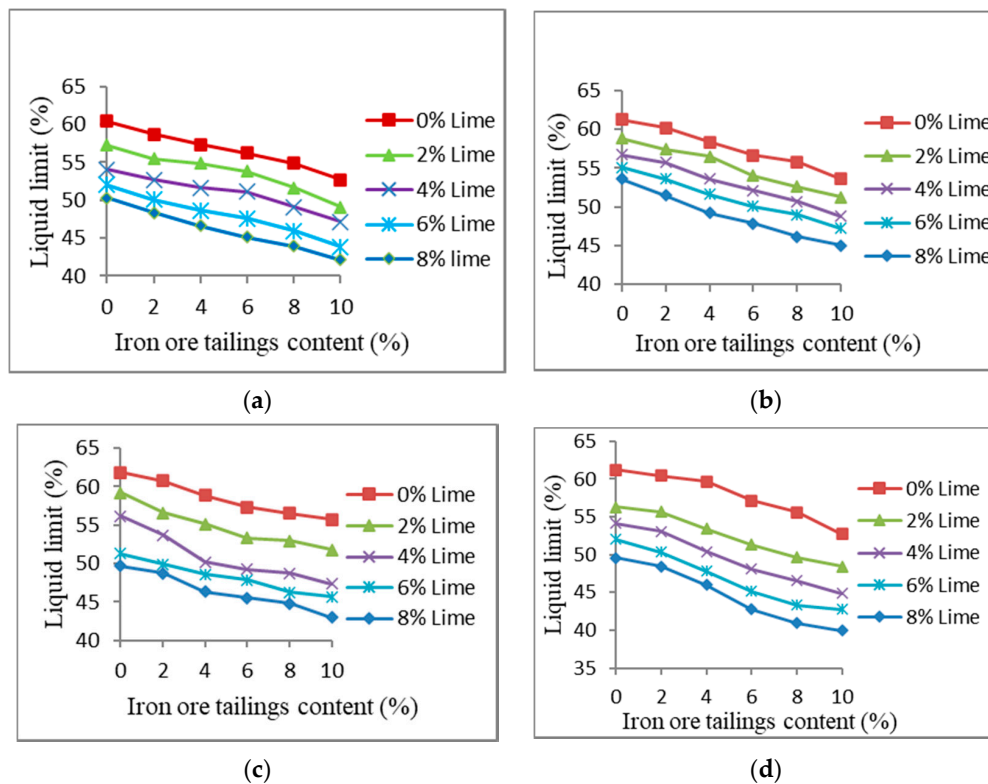 Liquid limit (%)
65
60
55
50
45
40
0 2 4 6 8 10
Iron ore tailings content (%)
0% Lime
2% Lime
4% Lime
6% Lime
8% lime
(a)
Liquid limit (%)
65
60
55
50
45
40
0 2 4 6 8 10
Iron ore tailings content (%)
0% Lime
2% Lime
4% Lime
6% Lime
8% Lime
(b)
Liquid limit (%)
65
60
55
50
45
40
0 2 4 6 8 10
Iron ore tailings content (%)
0% Lime
2% Lime
4% Lime
6% Lime
8% Lime
(c)
Liquid limit (%)
65
60
55
50
45
40
35
0 2 4 6 8 10
Iron ore tailings content (%)
0% Lime
2% Lime
4% Lime
6% Lime
8% Lime
(d)